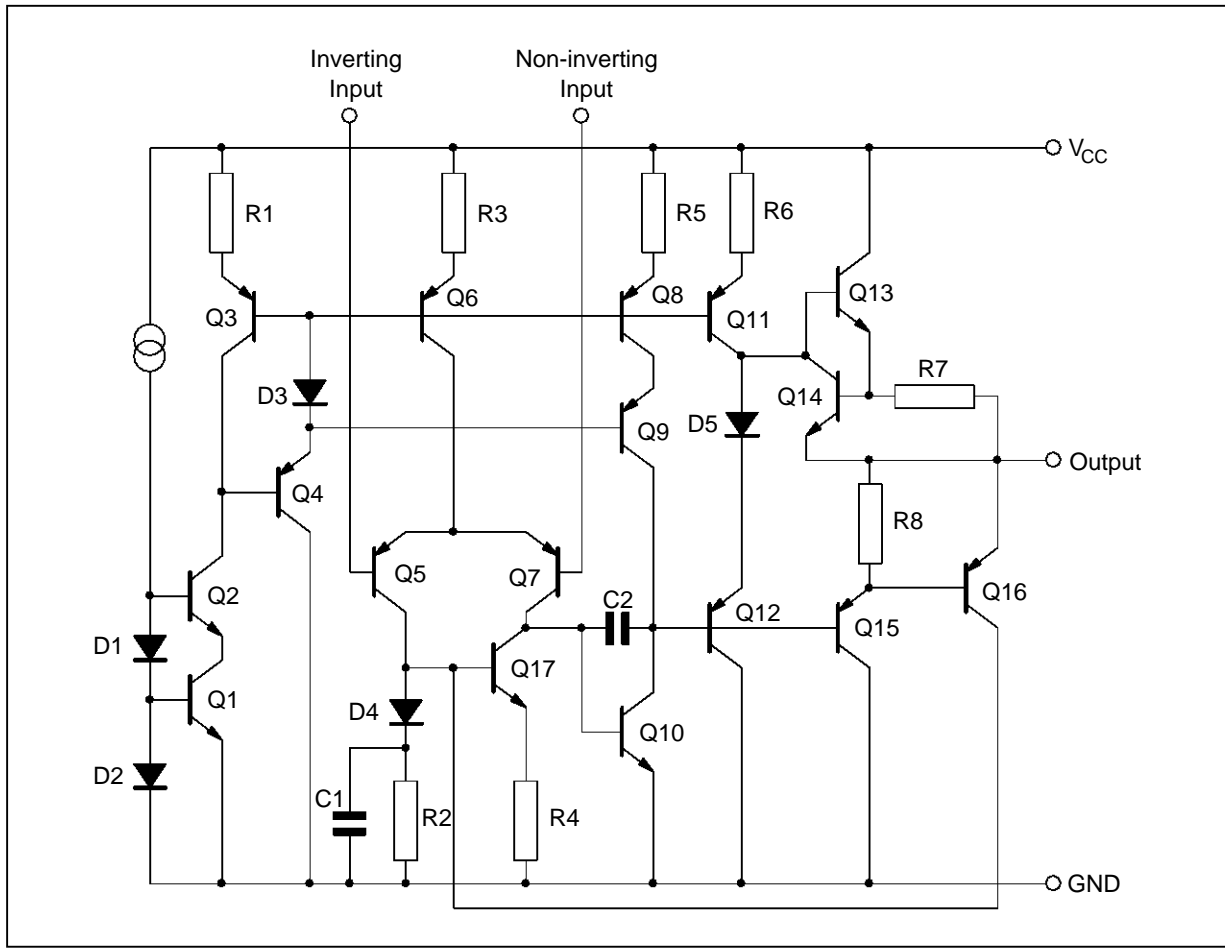 Inverting
Input
Non-inverting
Input
VCC
R1
R3
R5
R6
Q3
Q6
Q8
Q11
Q13
D3
Q14
R7
D5
Q9
Output
Q4
R8
Q5
Q7
Q2
C2
Q12
Q15
Q16
D1
Q17
Q1
D4
Q10
D2
C1
R2
R4
GND